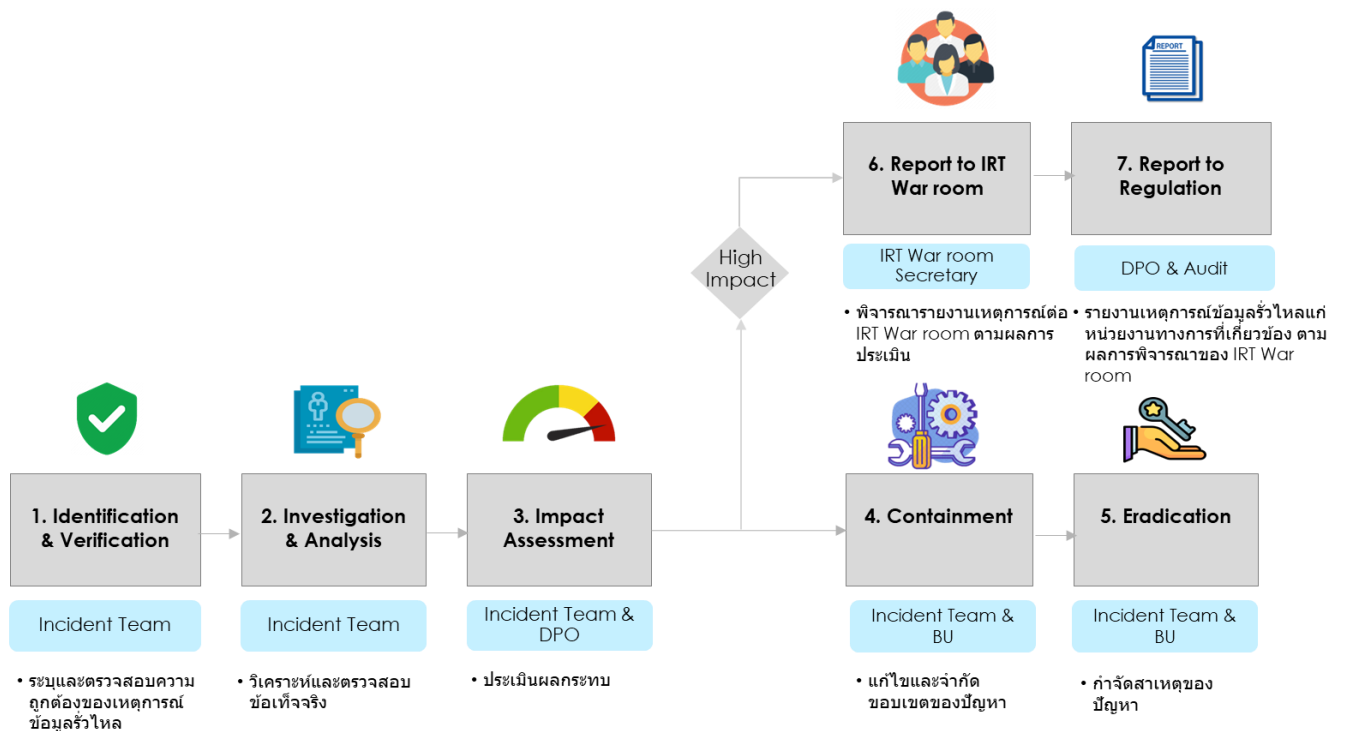 REPORT
6. Report to IRT
War room
7. Report to
Regulation
High
Impact
IRT War room
Secretary
DPO & Audit
• พิจารณารายงานเหตุการณ์ต่อ
IRT War room ตามผลการ
ประเมิน
• รายงานเหตุการณ์ข้อมูลรั่วไหลแก่
หน่วยงานทางการที่เกี่ยวข้อง ตาม
ผลการพิจารณาของ IRT War
room
1. Identification
& Verification
2. Investigation
& Analysis
3. Impact
Assessment
4. Containment
5. Eradication
Incident Team
Incident Team
Incident Team &
DPO
Incident Team &
BU
Incident Team &
BU
• ระบุและตรวจสอบความ
ถูกต้องของเหตุการณ์
ข้อมูลรั่วไหล
• วิเคราะห์และตรวจสอบ
ข้อเท็จจริง
• ประเมินผลกระทบ
• แก้ไขและจำกัด
ขอบเขตของปัญหา
• กำจัดสาเหตุของ
ปัญหา